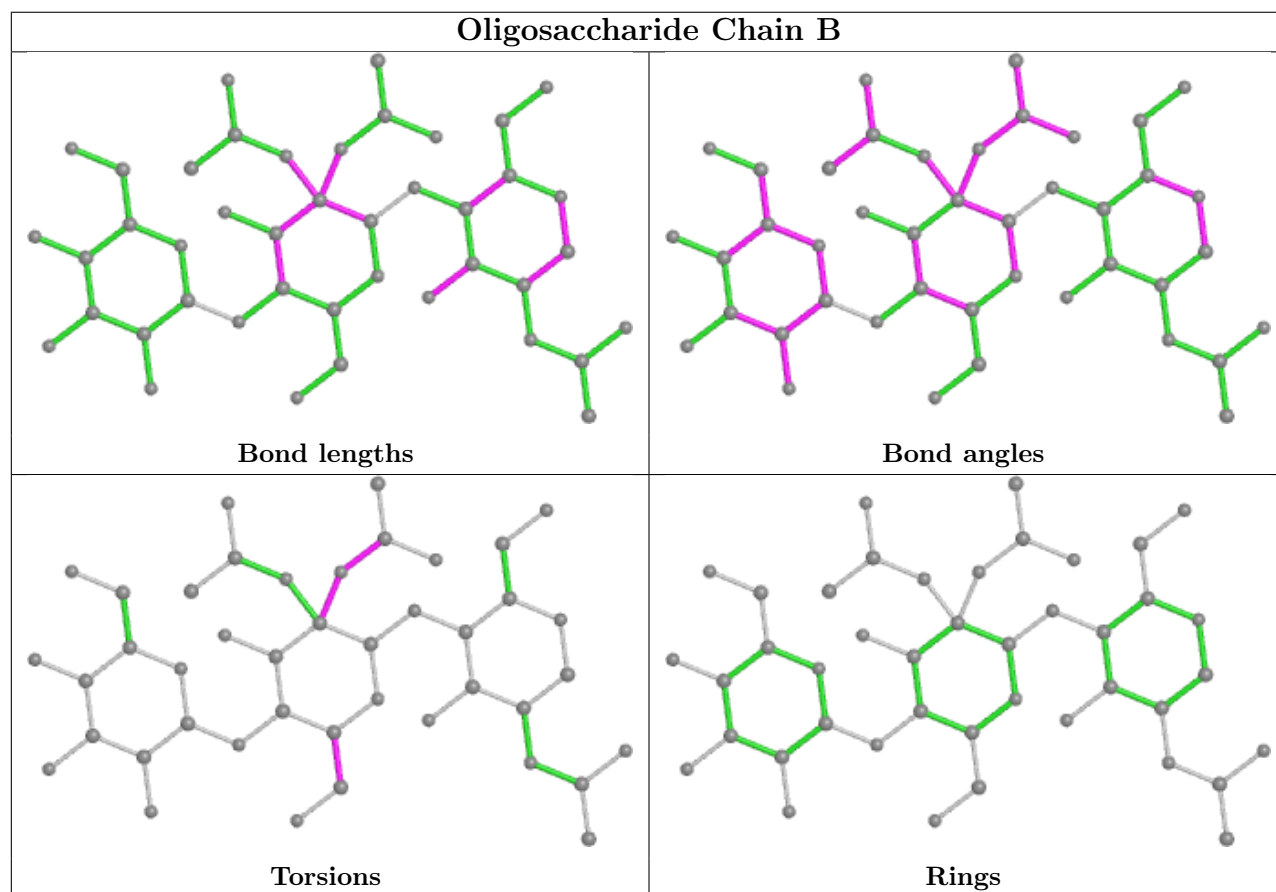 Oligosaccharide Chain B
Bond lengths
Bond angles
Torsions
Rings